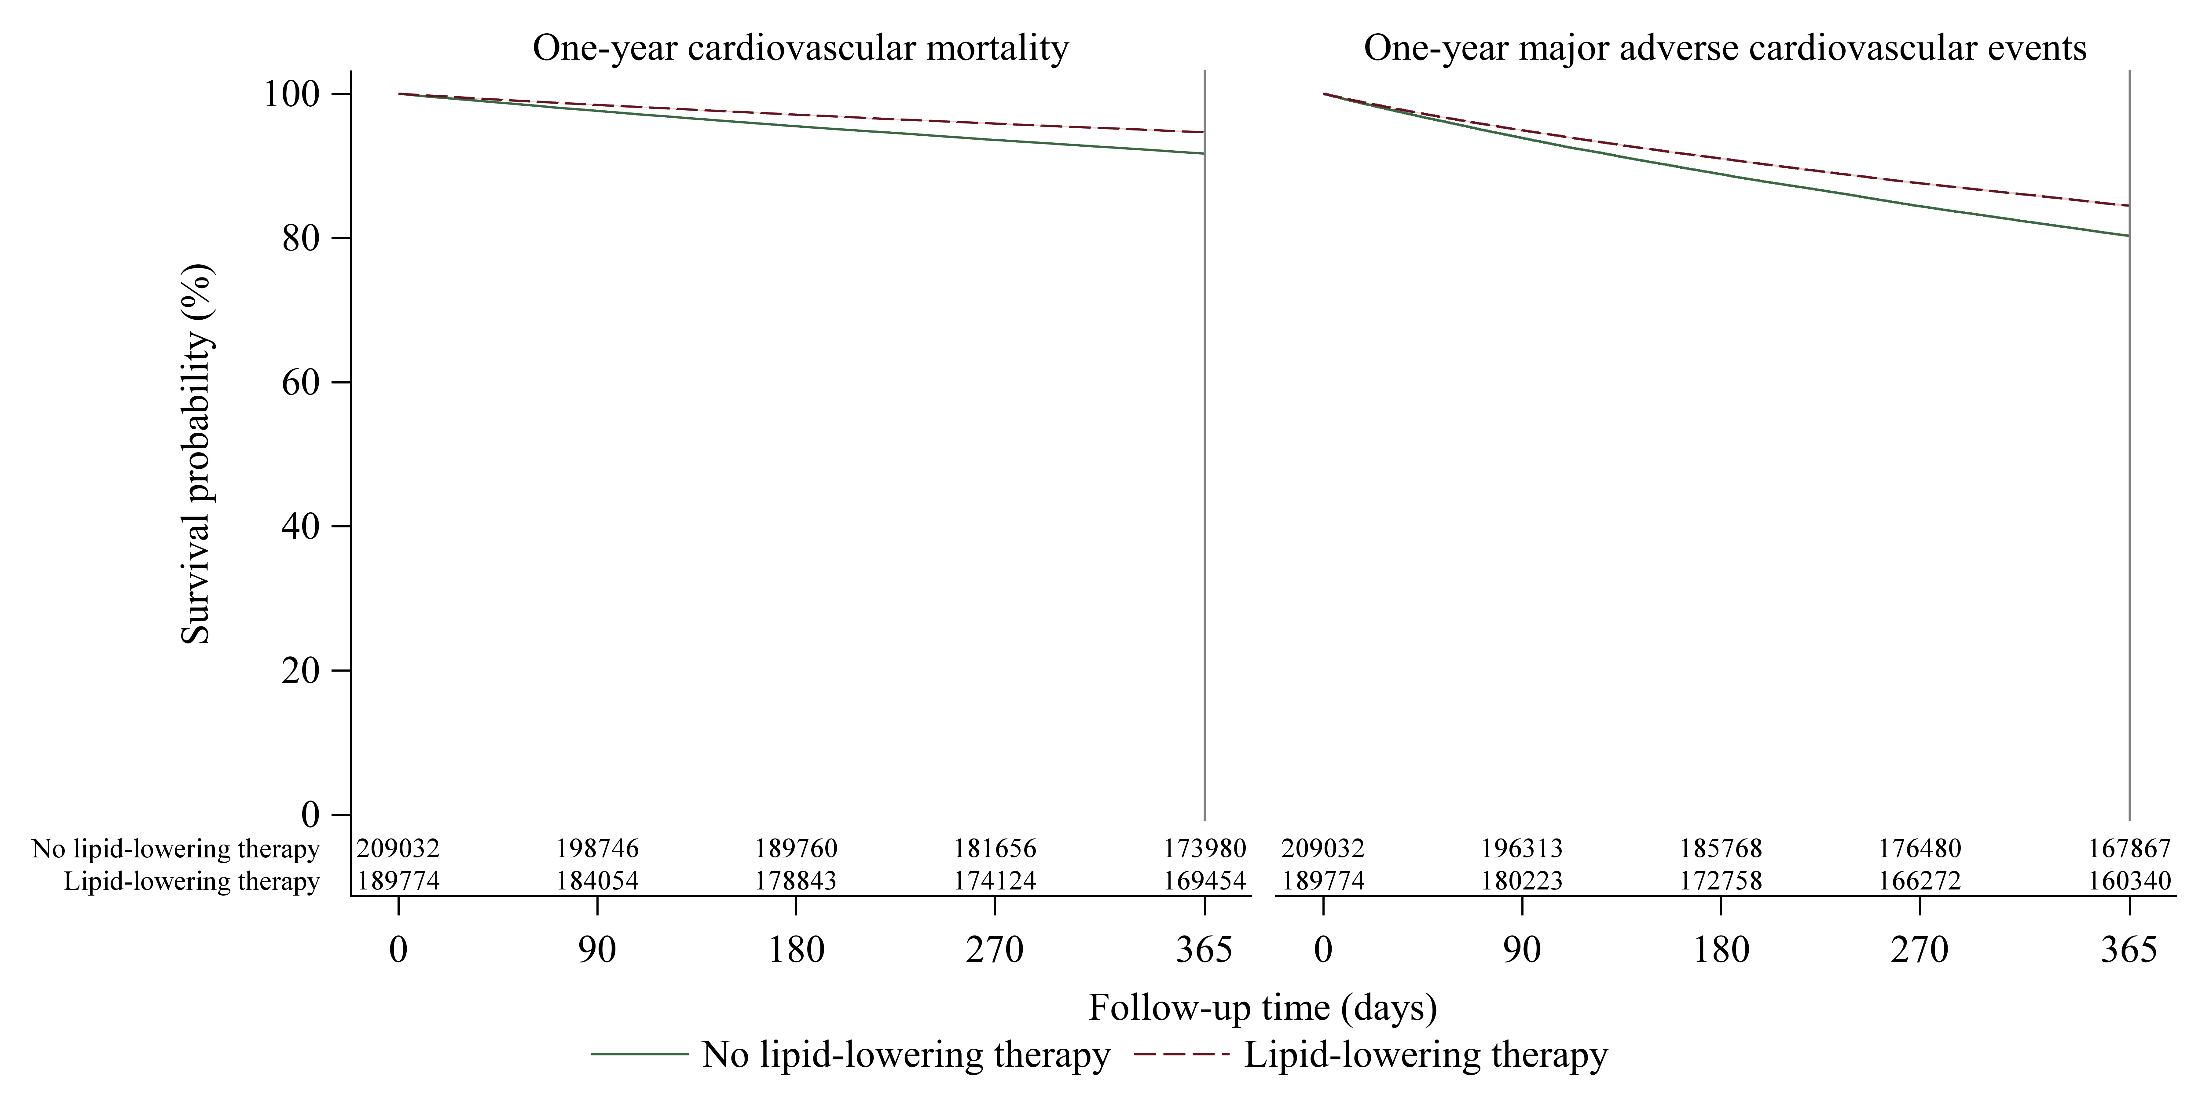 One-year cardiovascular mortality
One-year major adverse cardiovascular events
Survival probability (%)
100
80
60
40
20
0
No lipid-lowering therapy 209032 198746 189760 181656 173980 209032 196313 185768 176480 167867
Lipid-lowering therapy 189774 184054 178843 174124 169454 189774 180223 172758 166272 160340
0 90 180 270 365 0 90 180 270 365
Follow-up time (days)
No lipid-lowering therapy Lipid-lowering therapy